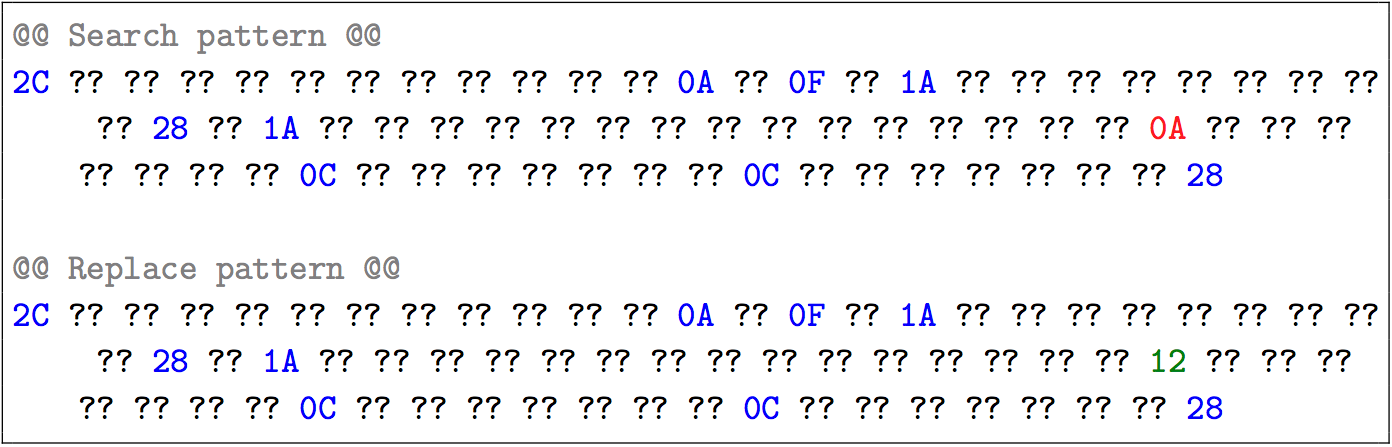 @@ Search pattern @@
2C ?? ?? ?? ?? ?? ?? ?? ?? ?? ?? ?? 0A ?? 0F ?? 1A ?? ?? ?? ?? ?? ?? ?? ??
?? 28 ?? 1A ?? ?? ?? ?? ?? ?? ?? ?? ?? ?? ?? ?? ?? ?? ?? 0A ?? ?? ??
?? ?? ?? ?? 0C ?? ?? ?? ?? ?? ?? ?? 0C ?? ?? ?? ?? ?? ?? ?? 28
@@ Replace pattern @@
2C ?? ?? ?? ?? ?? ?? ?? ?? ?? ?? ?? 0A ?? 0F ?? 1A ?? ?? ?? ?? ?? ?? ?? ??
?? 28 ?? 1A ?? ?? ?? ?? ?? ?? ?? ?? ?? ?? ?? ?? ?? ?? ?? 12 ?? ?? ??
?? ?? ?? ?? 0C ?? ?? ?? ?? ?? ?? ?? 0C ?? ?? ?? ?? ?? ?? ?? 28